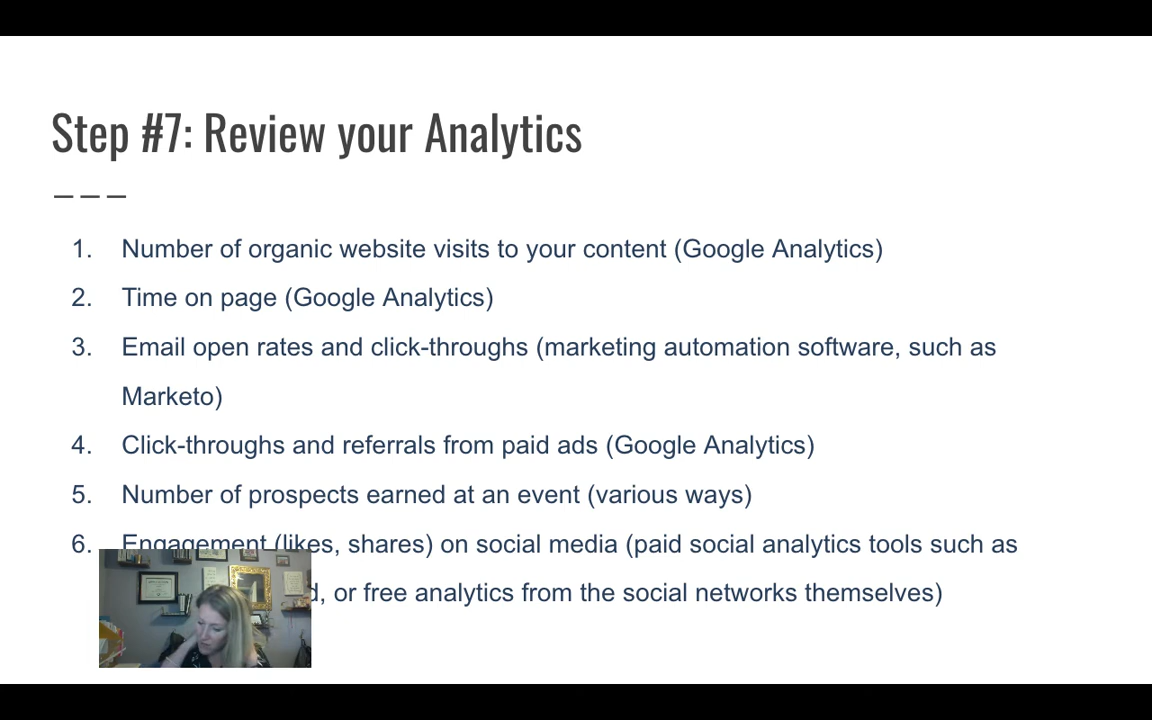 Step #7: Review your Analytics
1. Number of organic website visits to your content (Google Analytics)
2. Time on page (Google Analytics)
3. Email open rates and click-throughs (marketing automation software, such as
Marketo)
4. Click-throughs and referrals from paid ads (Google Analytics)
5. Number of prospects earned at an event (various ways)
6. Engagement (likes, shares) on social media (paid social analytics tools such as
or free analytics from the social networks themselves)